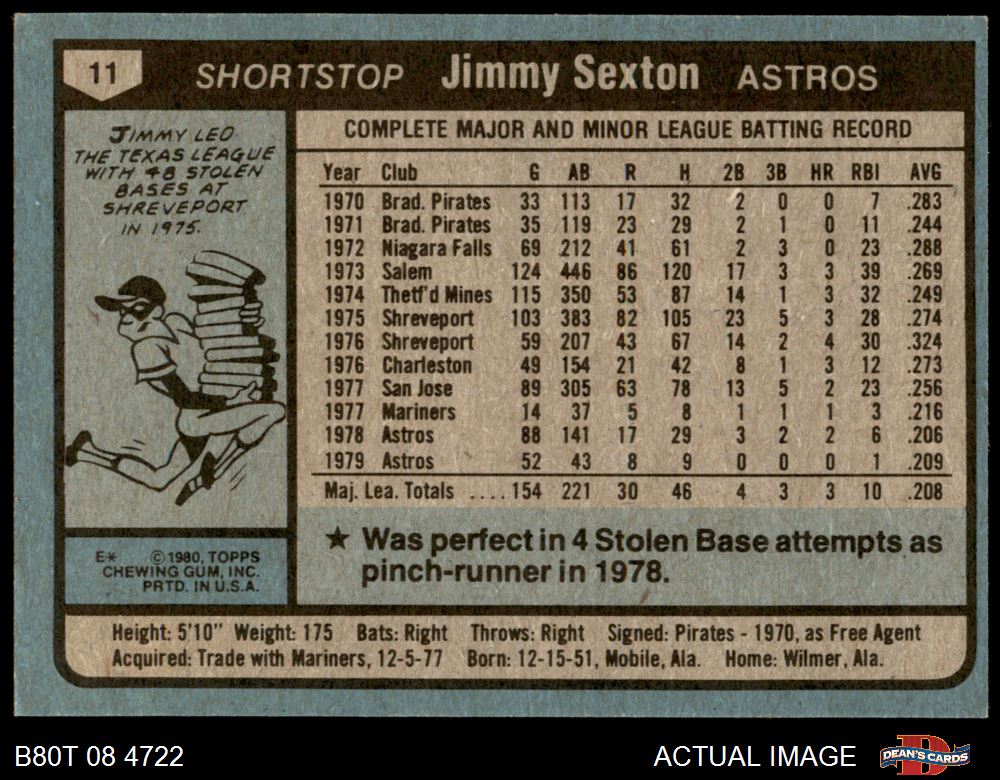 11 SHORTSTOP Jimmy Sexton ASTROS
JIMMY LED
THE TEXAS LEAGUE
WITH 48 STOLEN
BASES AT
SHREVEPORT
IN 1975.
COMPLETE MAJOR AND MINOR LEAGUE BATTING RECORD
Year Club G AB R H 2B 3B HR RBI AVG
1970 Brad. Pirates 33 113 17 32 2 0 0 7 .283
1971 Brad. Pirates 35 119 23 29 2 1 0 11 .244
1972 Niagara Falls 69 212 41 61 2 3 0 23 .288
1973 Salem 124 446 86 120 17 3 3 39 .269
1974 Thetf'd Mines 115 350 53 87 14 1 3 32 .249
1975 Shreveport 103 383 82 105 23 5 3 28 .274
1976 Shreveport 59 207 43 67 14 2 4 30 .324
1976 Charleston 49 154 21 42 8 1 3 12 .273
1977 San Jose 89 305 63 78 13 5 2 23 .256
1977 Mariners 14 37 5 8 1 1 1 3 .216
1978 Astros 88 141 17 29 3 2 2 6 .206
1979 Astros 52 43 8 9 0 0 0 1 .209
Maj. Lea. Totals ....154 221 30 46 4 3 3 10 .208
★ Was perfect in 4 Stolen Base attempts as
pinch-runner in 1978.
E* © 1980, TOPPS
CHEWING GUM, INC.
PRTD. IN U.S.A.
Height: 5'10" Weight: 175 Bats: Right Throws: Right Signed: Pirates - 1970, as Free Agent
Acquired: Trade with Mariners, 12-5-77 Born: 12-15-51, Mobile, Ala. Home: Wilmer, Ala.
B80T 08 4722 ACTUAL IMAGE DEAN'S CARDS